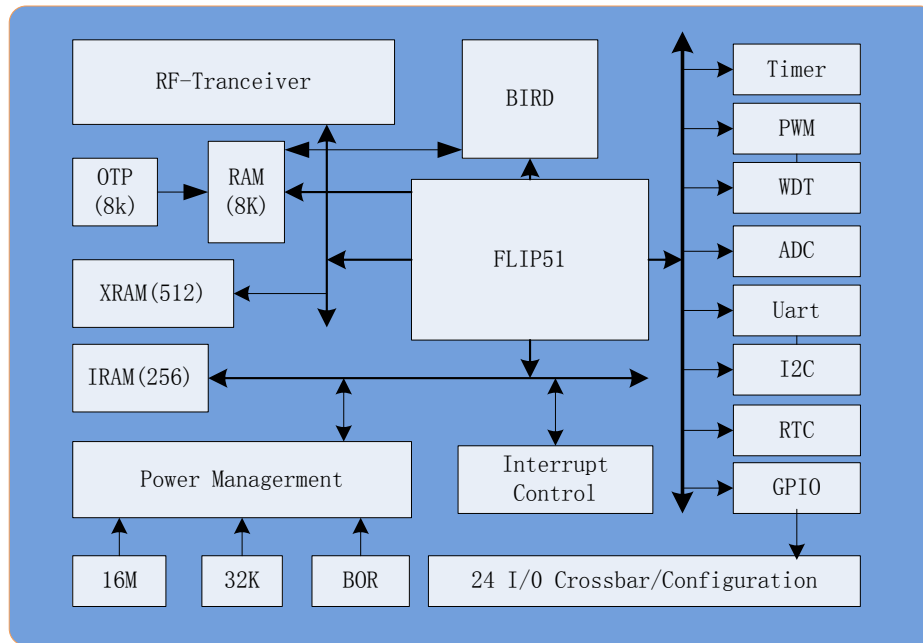 RF-Tranceiver
BIRD
Timer
PWM
OTP
(8k)
RAM
(8K)
WDT
FLIP51
ADC
XRAM(512)
Uart
IRAM(256)
I2C
RTC
Power Managerment
Interrupt
Control
GPIO
16M
32K
BOR
24 I/O Crossbar/Configuration